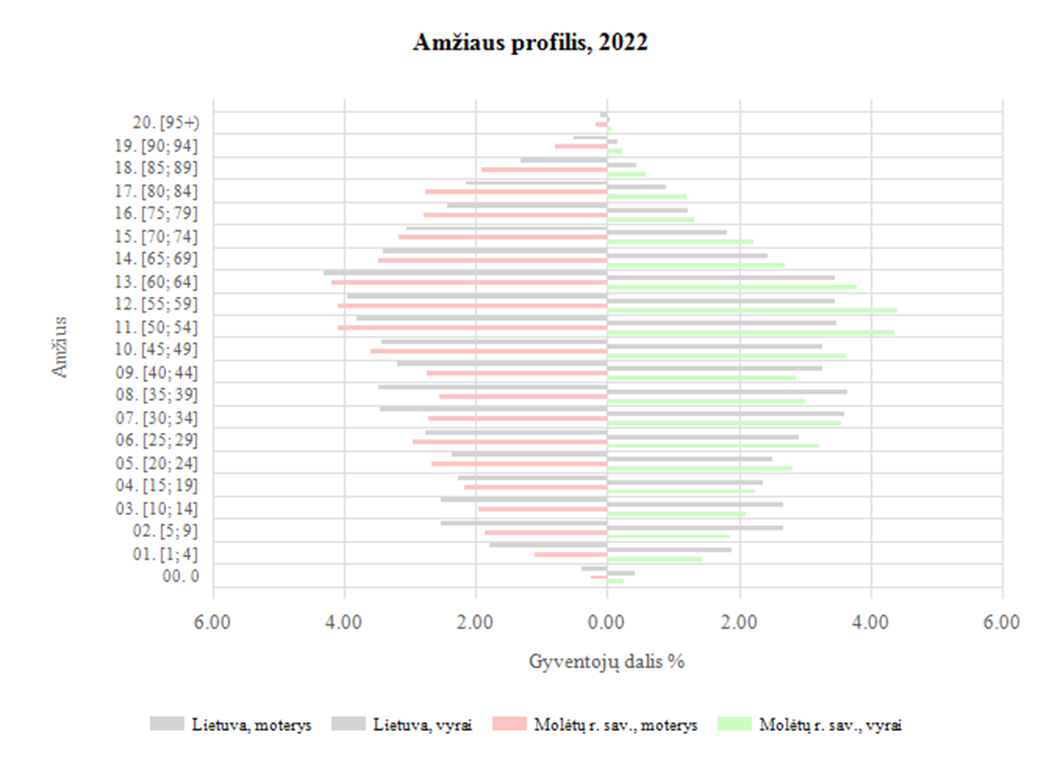 Amžiaus profilis, 2022
20. [95+)
19. [90; 94]
18. [85; 89]
17. [80; 84]
16. [75; 79]
15. [70; 74]
14. [65; 69]
13. [60; 64]
12. [55; 59]
11. [50; 54]
10. [45; 49]
09. [40; 44]
08. [35; 39]
07. [30; 34]
06. [25; 29]
05. [20; 24]
04. [15; 19]
03. [10; 14]
02. [5; 9]
01. [1; 4]
00. 0
Amžius
6.00 4.00 2.00 0.00 2.00 4.00 6.00
Gyventojų dalis %
Lietuva, moterys Lietuva, vyrai Molėtų r. sav., moterys Molėtų r. sav., vyrai